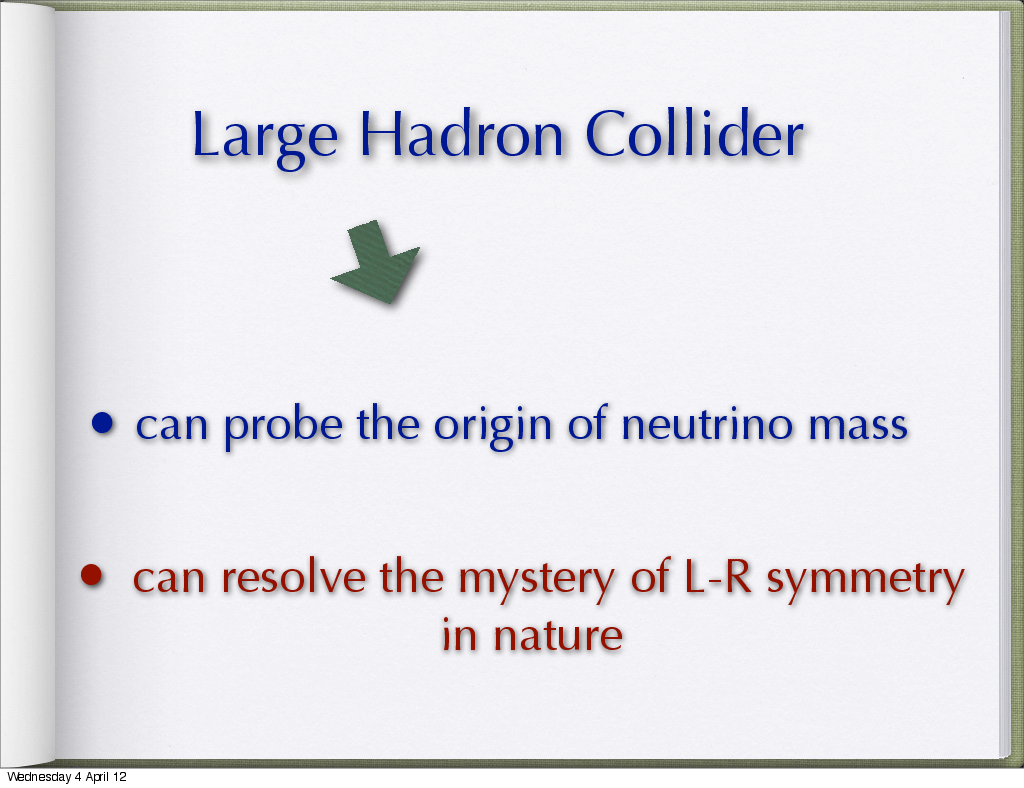 Large Hadron Collider
• can probe the origin of neutrino mass
• can resolve the mystery of L-R symmetry
in nature
Wednesday 4 April 12